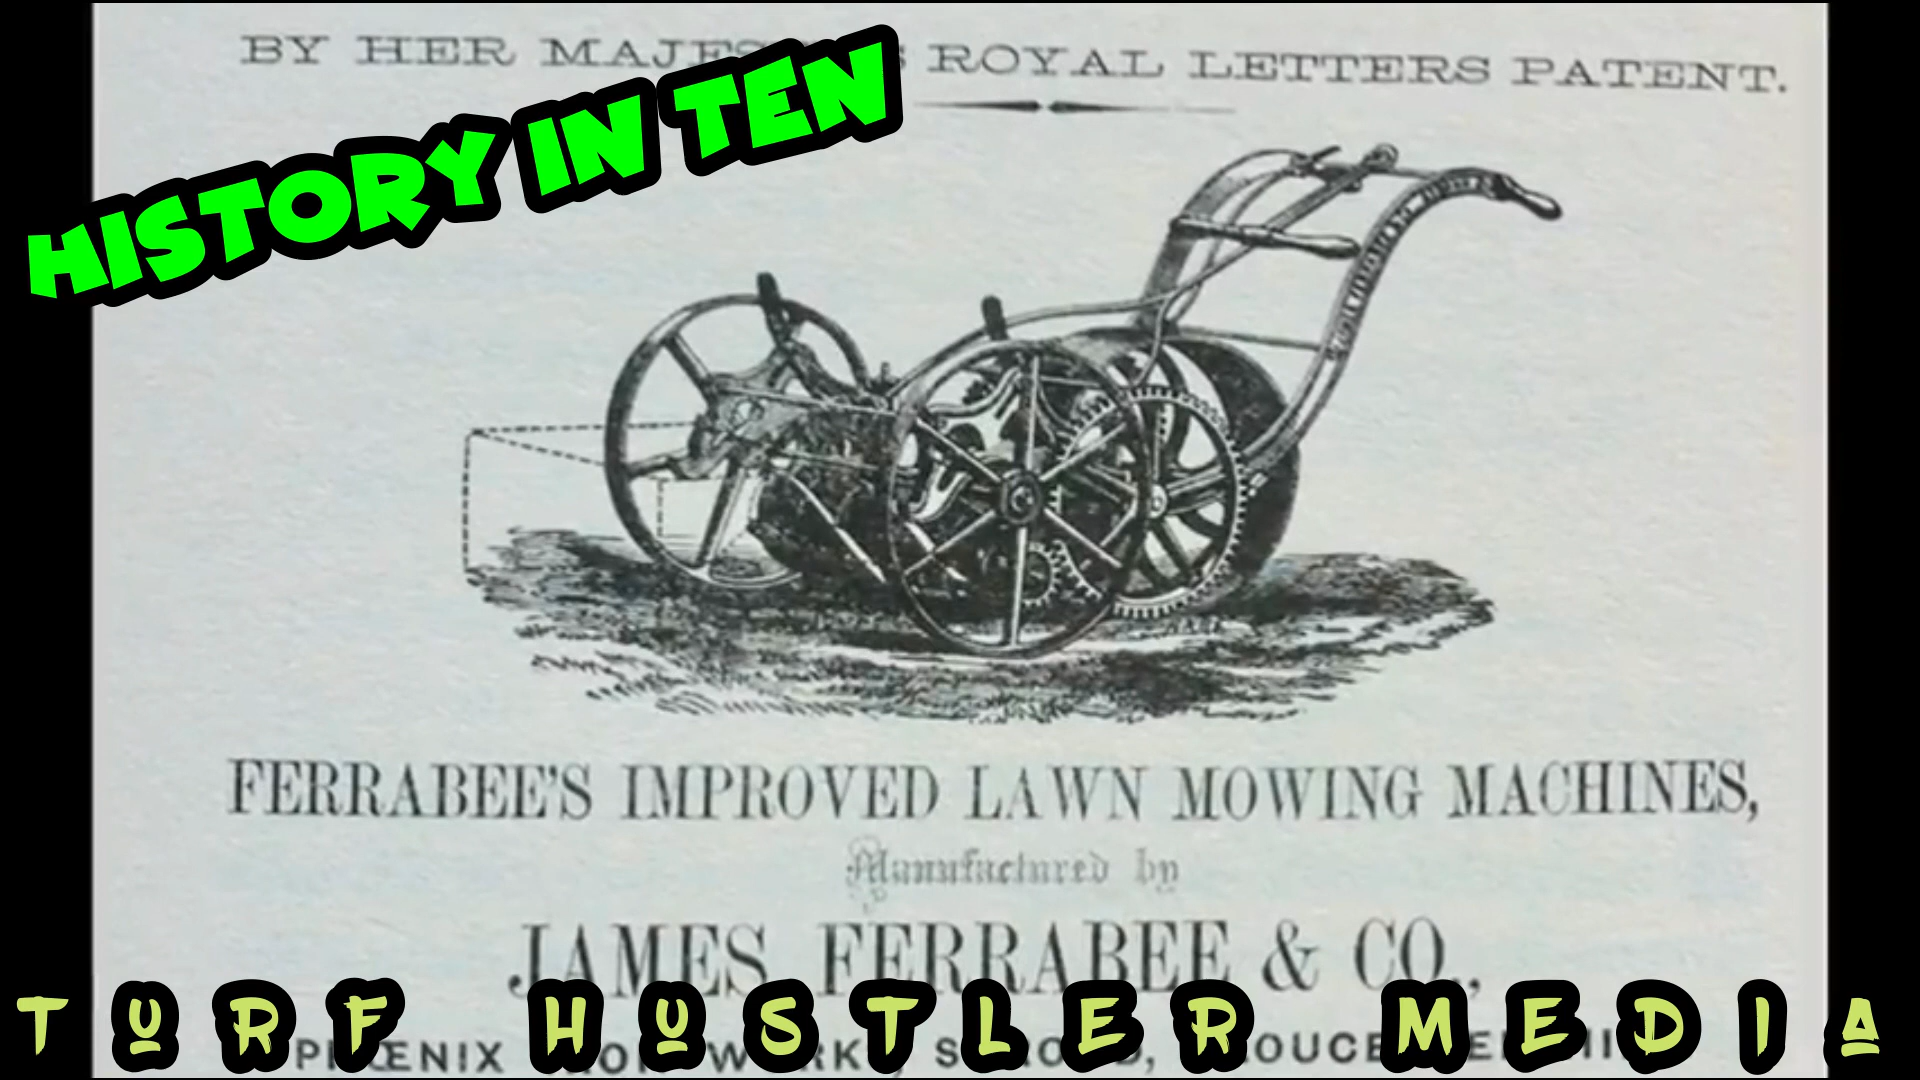 BY HER ROYAL LETTERS PATENT.
HISTORY IN TEN
FERRABEE'S IMPROVED LAWN MOWING MACHINES,
Manufactured by
JAMES FERRABEE & CO.,
TURF HUSTLER MEDIA
PHŒNIX